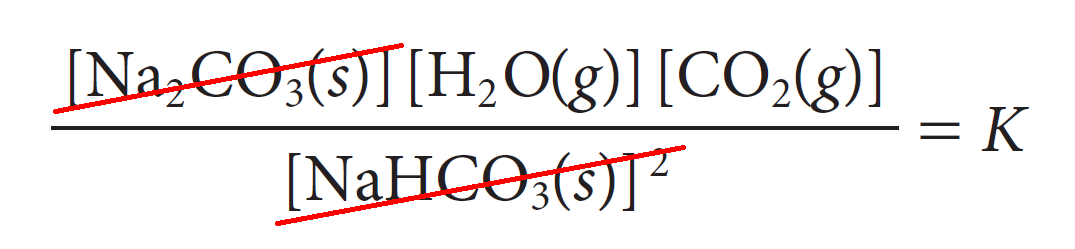 [Na₂CO₃(s)] [H₂O(g)] [CO₂(g)]
= K
[NaHCO₃(s)]²